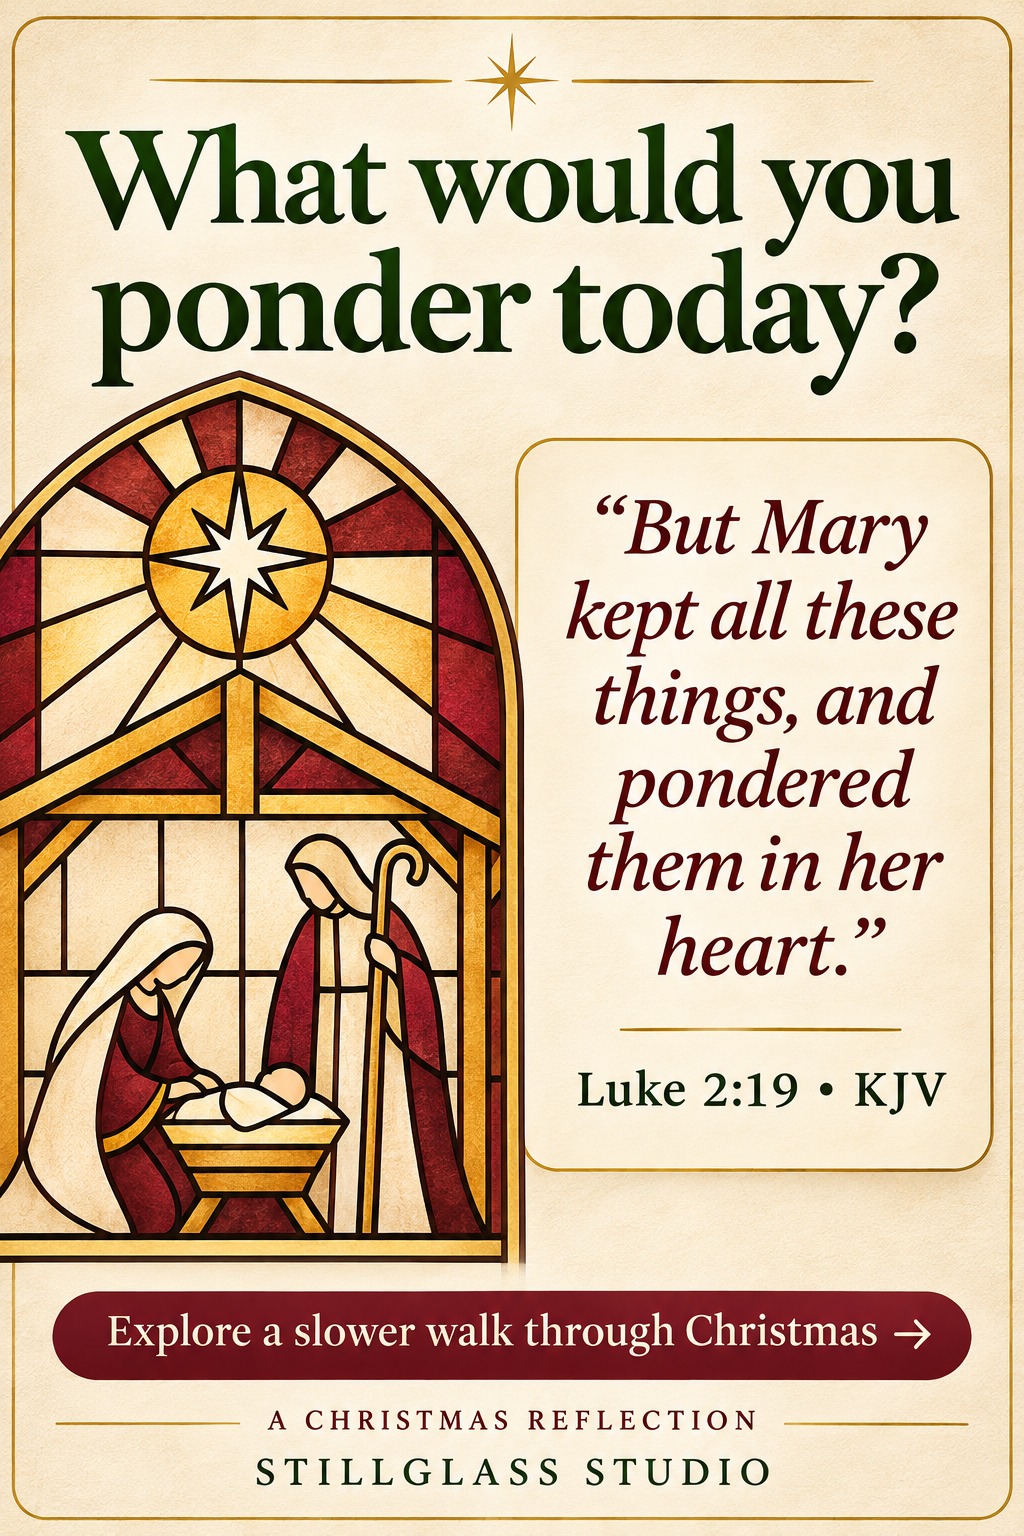 What would you
ponder today?
“But Mary
kept all these
things, and
pondered
them in her
heart.”
Luke 2:19 • KJV
Explore a slower walk through Christmas →
A CHRISTMAS REFLECTION
STILLGLASS STUDIO